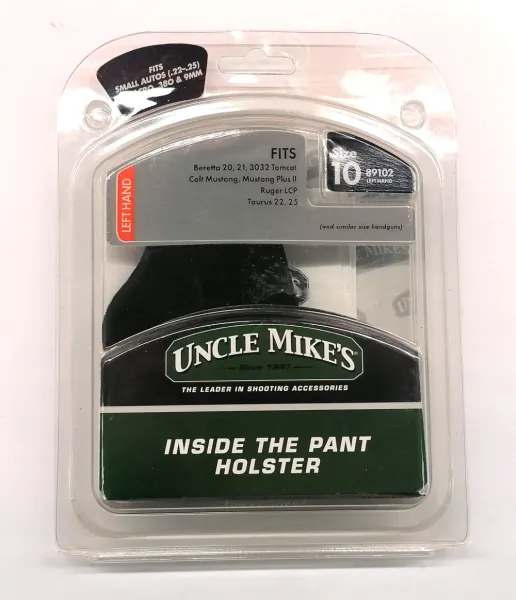 FITS
SMALL AUTOS (.22-.25)
.380 & 9MM
FITS
Beretta 20, 21, 3032 Tomcat
Colt Mustang, Mustang Plus II
Ruger LCP
Taurus 22, 25
(and similar size handguns)
Size
10 89102
LEFT HAND
LEFT HAND
MIKE'S
UNCLE MIKE'S®
Since 1947
THE LEADER IN SHOOTING ACCESSORIES
INSIDE THE PANT
HOLSTER